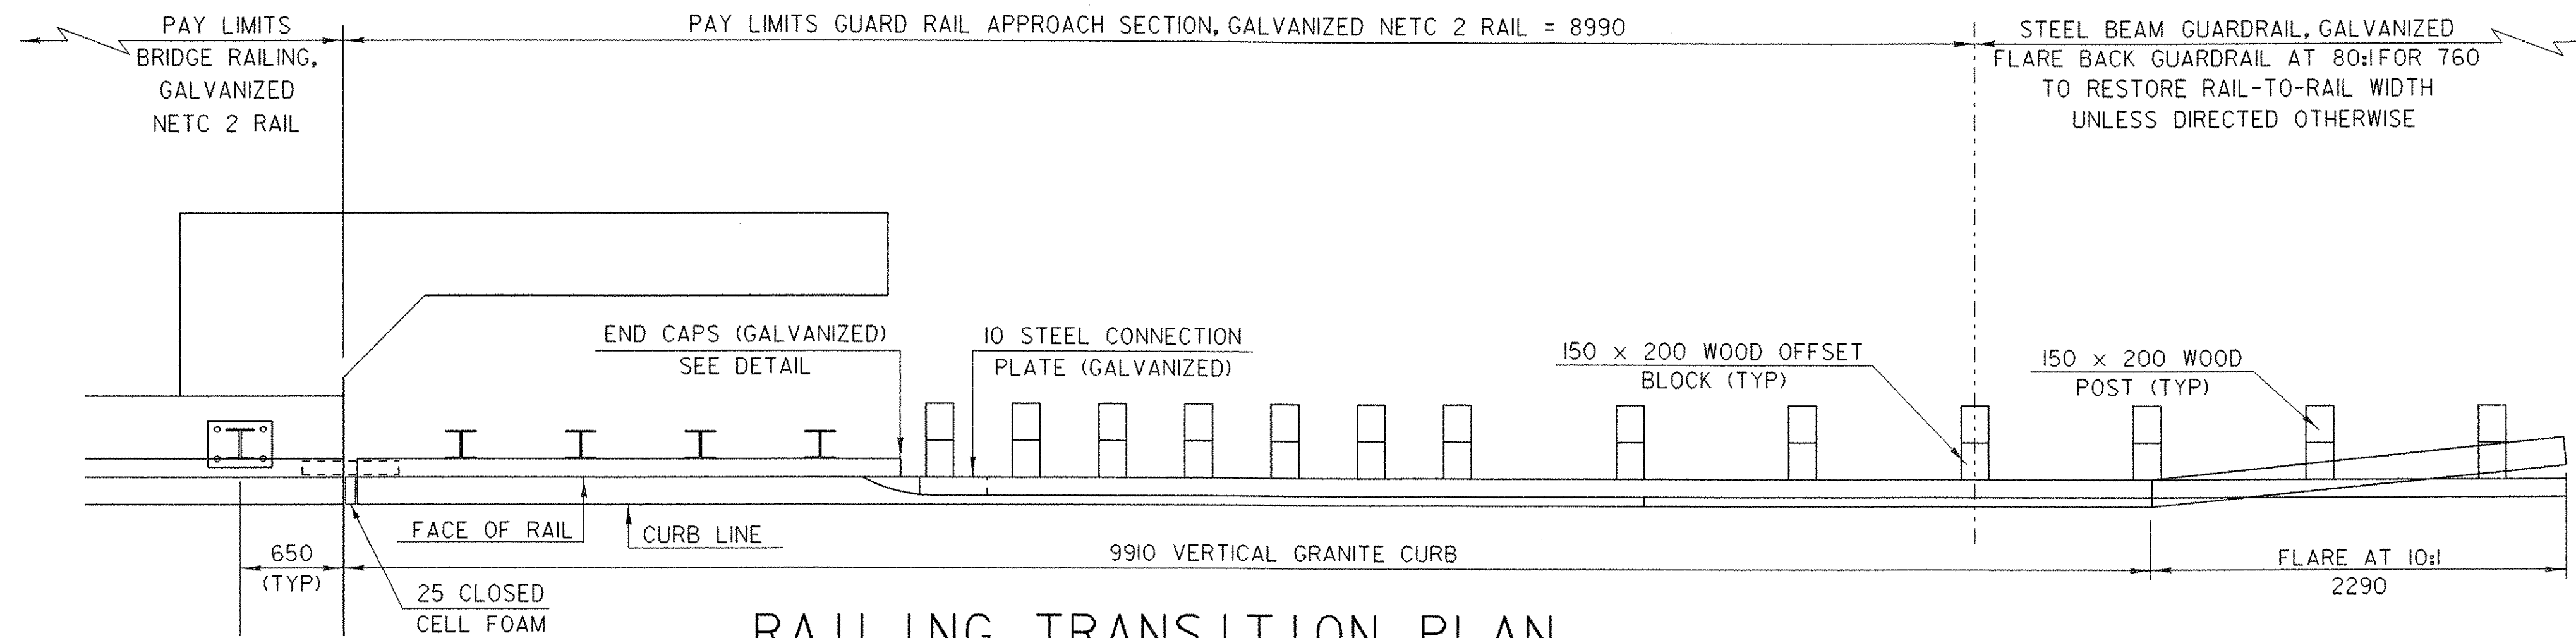 PAY LIMITS
BRIDGE RAILING,
GALVANIZED
NETC 2 RAIL
PAY LIMITS GUARD RAIL APPROACH SECTION, GALVANIZED NETC 2 RAIL = 8990
STEEL BEAM GUARDRAIL, GALVANIZED
FLARE BACK GUARDRAIL AT 80:1 FOR 760
TO RESTORE RAIL-TO-RAIL WIDTH
UNLESS DIRECTED OTHERWISE
END CAPS (GALVANIZED)
SEE DETAIL
10 STEEL CONNECTION
PLATE (GALVANIZED)
150 x 200 WOOD OFFSET
BLOCK (TYP)
150 x 200 WOOD
POST (TYP)
FACE OF RAIL
CURB LINE
650
(TYP)
9910 VERTICAL GRANITE CURB
FLARE AT 10:1
2290
25 CLOSED
CELL FOAM
RAILING TRANSITION PLAN